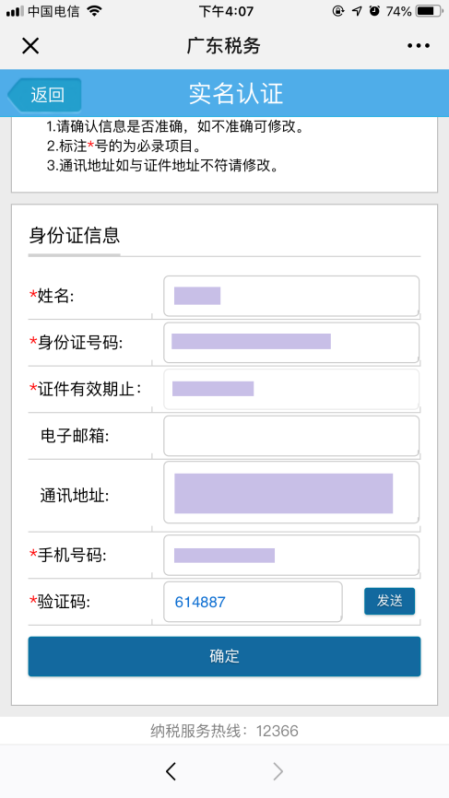 中国电信 下午4:07 74%
广东税务
返回 实名认证
1.请确认信息是否准确，如不准确可修改。
2.标注*号的为必录项目。
3.通讯地址如与证件地址不符请修改。
身份证信息
*姓名:
*身份证号码:
*证件有效期止:
电子邮箱:
通讯地址:
*手机号码:
*验证码: 614887 发送
确定
纳税服务热线：12366